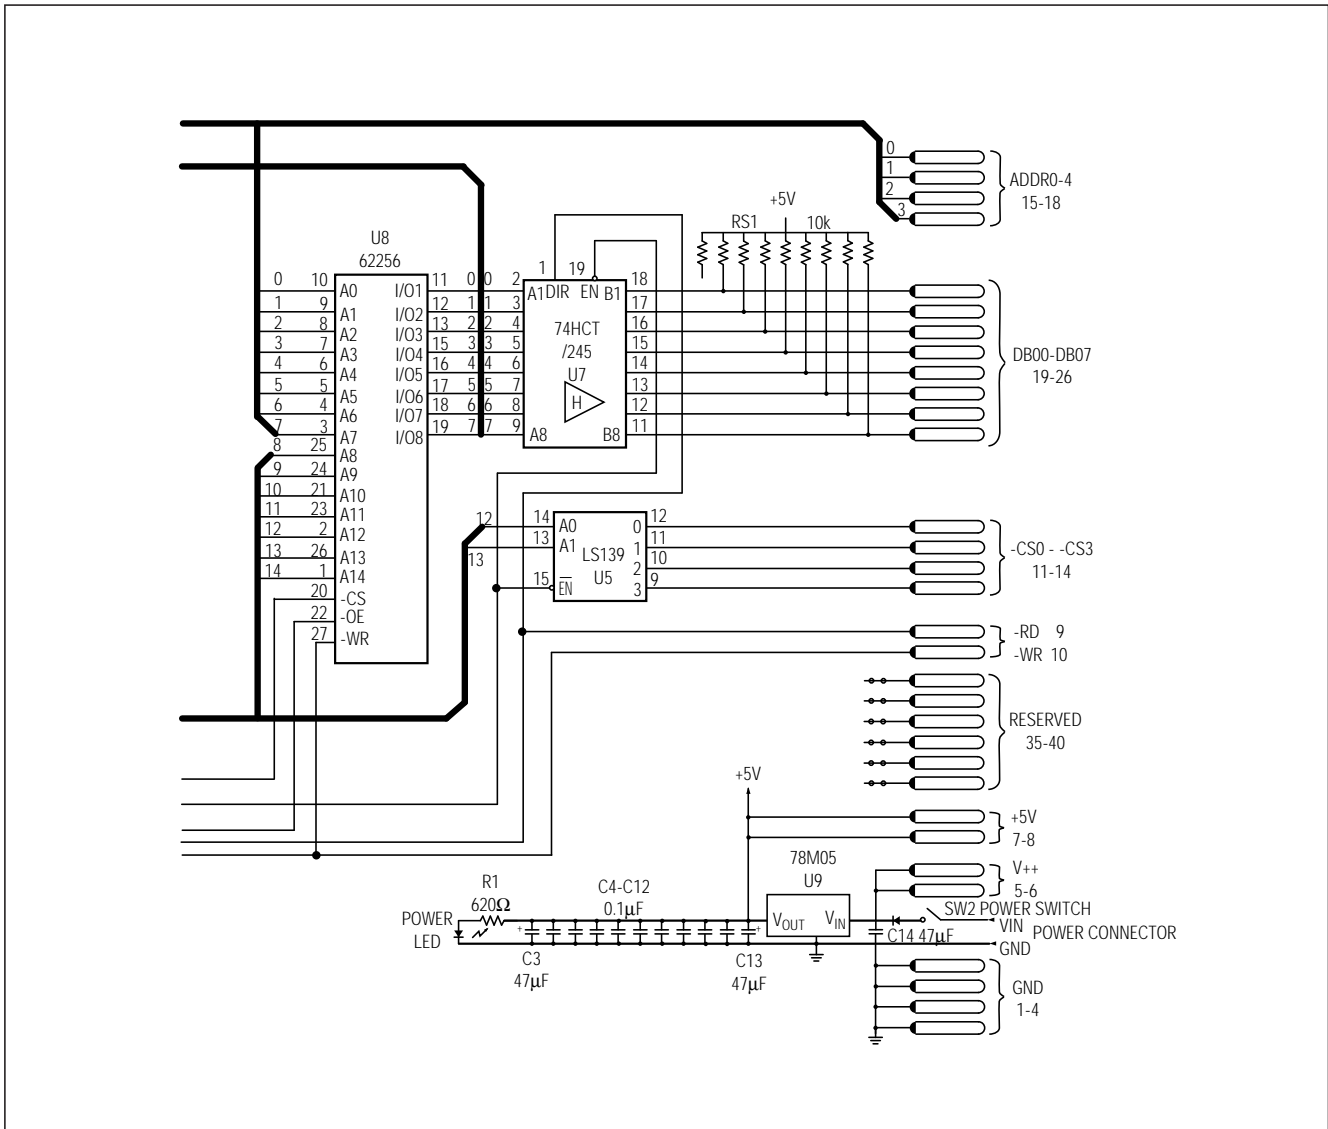 0
1
2
3
ADDR0-4
15-18
+5V
RS1 10k
U8
62256
1 19
0 10 A0 I/O1 11 0 0 2 A1 DIR EN B1 18
1 9 A1 I/O2 12 1 1 3 17
2 8 A2 I/O3 13 2 2 4 74HCT 16
3 7 A3 I/O4 15 3 3 5 /245 15
4 6 A4 I/O5 16 4 4 6 U7 14
5 5 A5 I/O6 17 5 5 7 H 13
6 4 A6 I/O7 18 6 6 8 12
7 3 A7 I/O8 19 7 7 9 A8 B8 11
DB00-DB07
19-26
8 25 A8
9 24 A9
10 21 A10
11 23 A11
12 2 A12
13 26 A13
14 1 A14
20 -CS
22 -OE
27 -WR
12 14 A0 0 12
13 13 A1 LS139 1 11
2 10
15 EN U5 3 9
-CS0 - -CS3
11-14
-RD 9
-WR 10
RESERVED
35-40
+5V
+5V
7-8
78M05
U9
V++
5-6
R1
620Ω
C4-C12
0.1μF
POWER
LED
VOUT VIN
SW2 POWER SWITCH
VIN
POWER CONNECTOR
GND
C14 47μF
+
+
C3
47μF
C13
47μF
GND
1-4